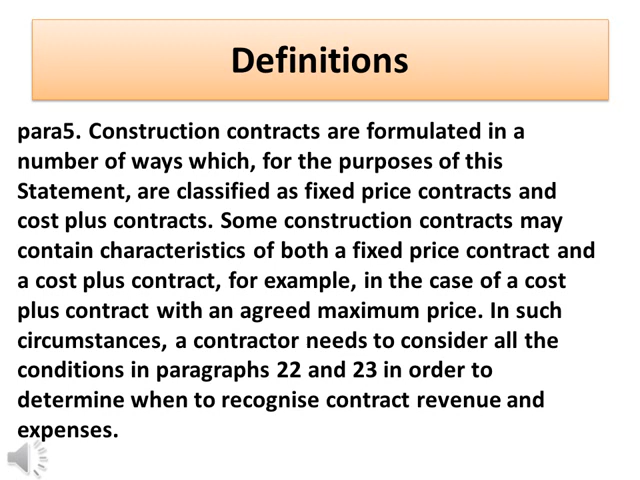 Definitions
para5. Construction contracts are formulated in a
number of ways which, for the purposes of this
Statement, are classified as fixed price contracts and
cost plus contracts. Some construction contracts may
contain characteristics of both a fixed price contract and
a cost plus contract, for example, in the case of a cost
plus contract with an agreed maximum price. In such
circumstances, a contractor needs to consider all the
conditions in paragraphs 22 and 23 in order to
determine when to recognise contract revenue and
expenses.